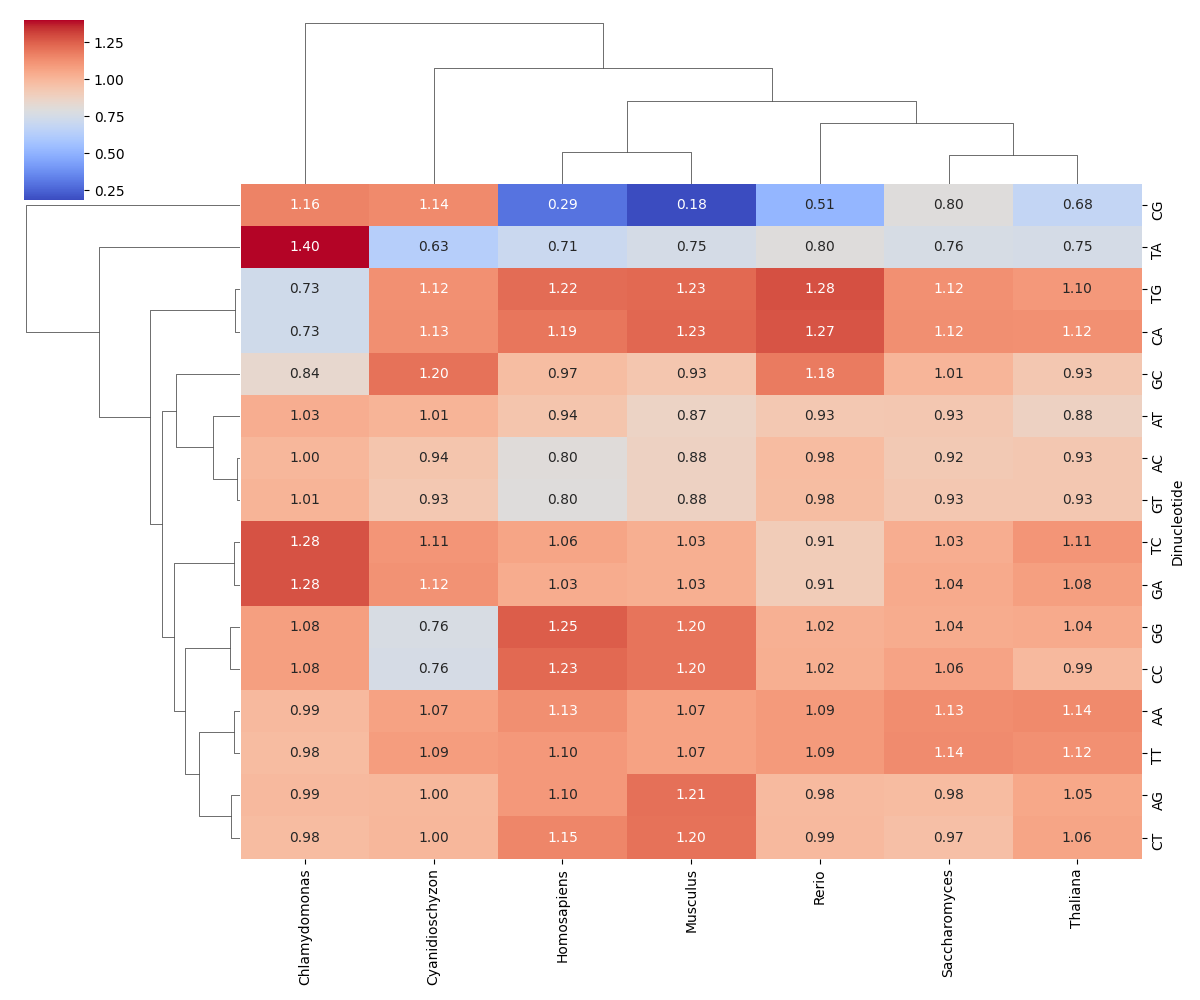 1.25
1.00
0.75
0.50
0.25
1.16 1.14 0.29 0.18 0.51 0.80 0.68 CG
1.40 0.63 0.71 0.75 0.80 0.76 0.75 TA
0.73 1.12 1.22 1.23 1.28 1.12 1.10 TG
0.73 1.13 1.19 1.23 1.27 1.12 1.12 CA
0.84 1.20 0.97 0.93 1.18 1.01 0.93 GC
1.03 1.01 0.94 0.87 0.93 0.93 0.88 AT
1.00 0.94 0.80 0.88 0.98 0.92 0.93 AC
1.01 0.93 0.80 0.88 0.98 0.93 0.93 GT
1.28 1.11 1.06 1.03 0.91 1.03 1.11 TC
1.28 1.12 1.03 1.03 0.91 1.04 1.08 GA
1.08 0.76 1.25 1.20 1.02 1.04 1.04 GG
1.08 0.76 1.23 1.20 1.02 1.06 0.99 CC
0.99 1.07 1.13 1.07 1.09 1.13 1.14 AA
0.98 1.09 1.10 1.07 1.09 1.14 1.12 TT
0.99 1.00 1.10 1.21 0.98 0.98 1.05 AG
0.98 1.00 1.15 1.20 0.99 0.97 1.06 CT
Dinucleotide
Chlamydomonas
Cyanidioschyzon
Homosapiens
Musculus
Rerio
Saccharomyces
Thaliana